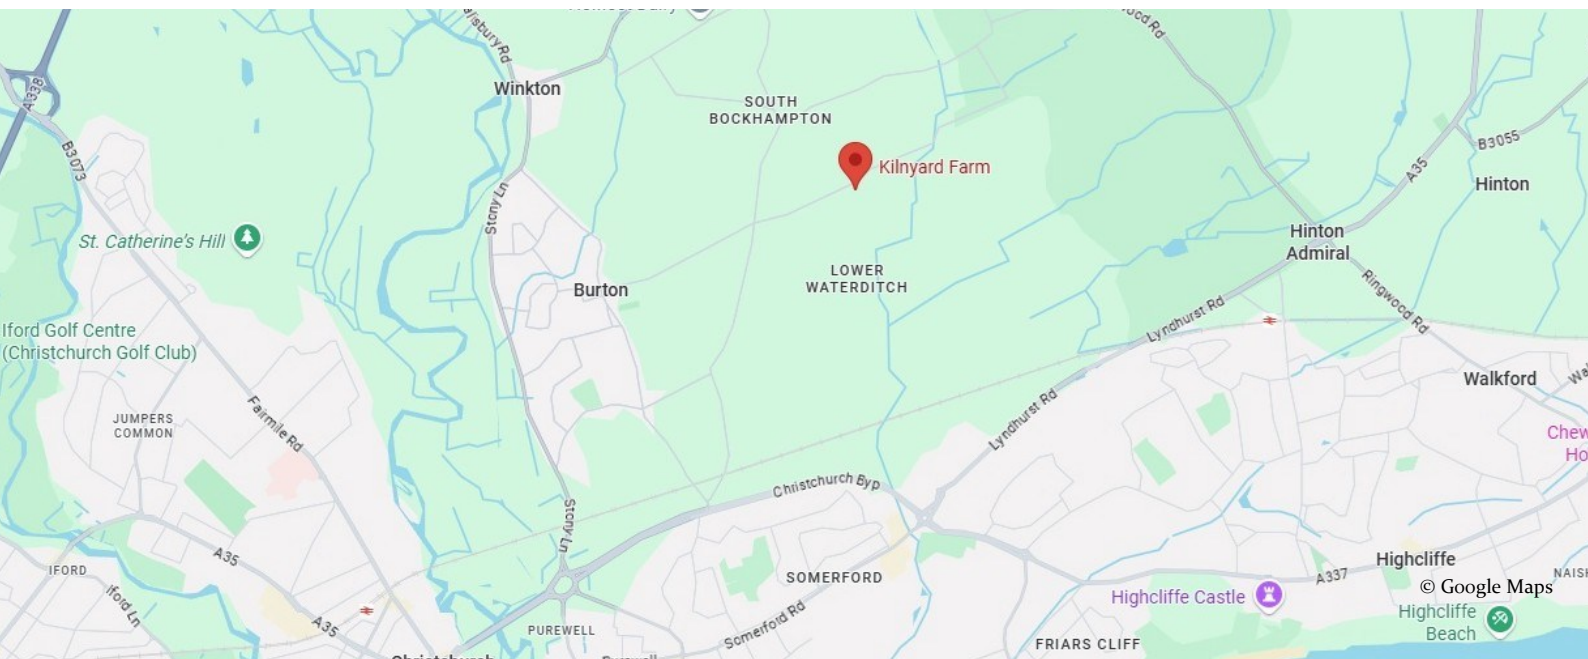 Winkton
SOUTH
BOCKHAMPTON
Kilnyard Farm
A338
B3073
Stony Ln
St. Catherine's Hill
Burton
LOWER
WATERDITCH
Hinton
Admiral
A35
B3055
Hinton
Ringwood Rd
Lyndhurst Rd
Iford Golf Centre
(Christchurch Golf Club)
Walkford
JUMPERS
COMMON
Fairmile Rd
Lyndhurst Rd
Christchurch Byp
Stony Ln
A35
IFORD
Iford Ln
A35
PUREWELL
SOMERFORD
Somerford Rd
Highcliffe
A337
© Google Maps
Highcliffe Castle
Highcliffe
Beach
FRIARS CLIFF